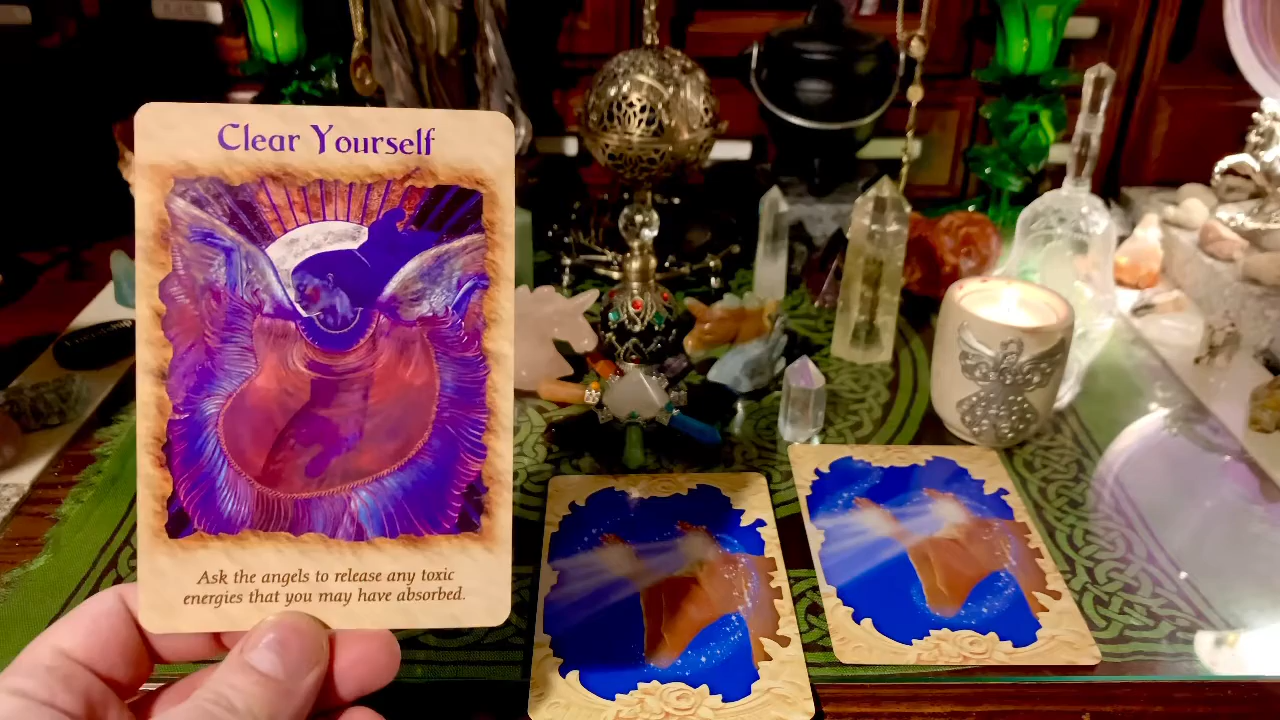 Clear Yourself
Ask the angels to release any toxic
energies that you may have absorbed.